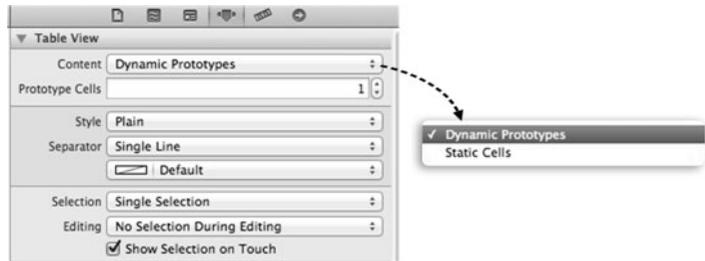 Table View
Content Dynamic Prototypes
Prototype Cells 1
Style Plain
Separator Single Line
Default
Selection Single Selection
Editing No Selection During Editing
Show Selection on Touch
✓ Dynamic Prototypes
Static Cells